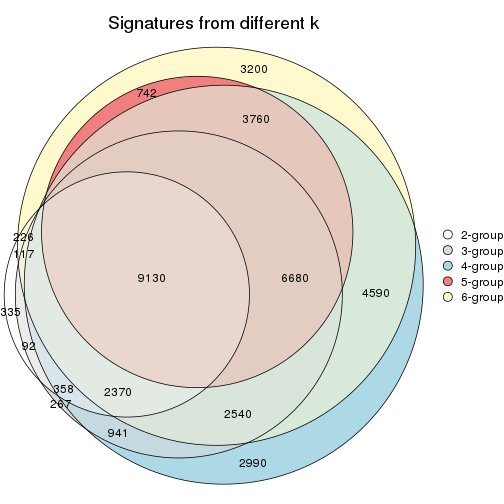 Signatures from different k
3200
742
3760
226
117
9130
6680
4590
335
92
358
267
2370
2540
941
2990
2-group
3-group
4-group
5-group
6-group